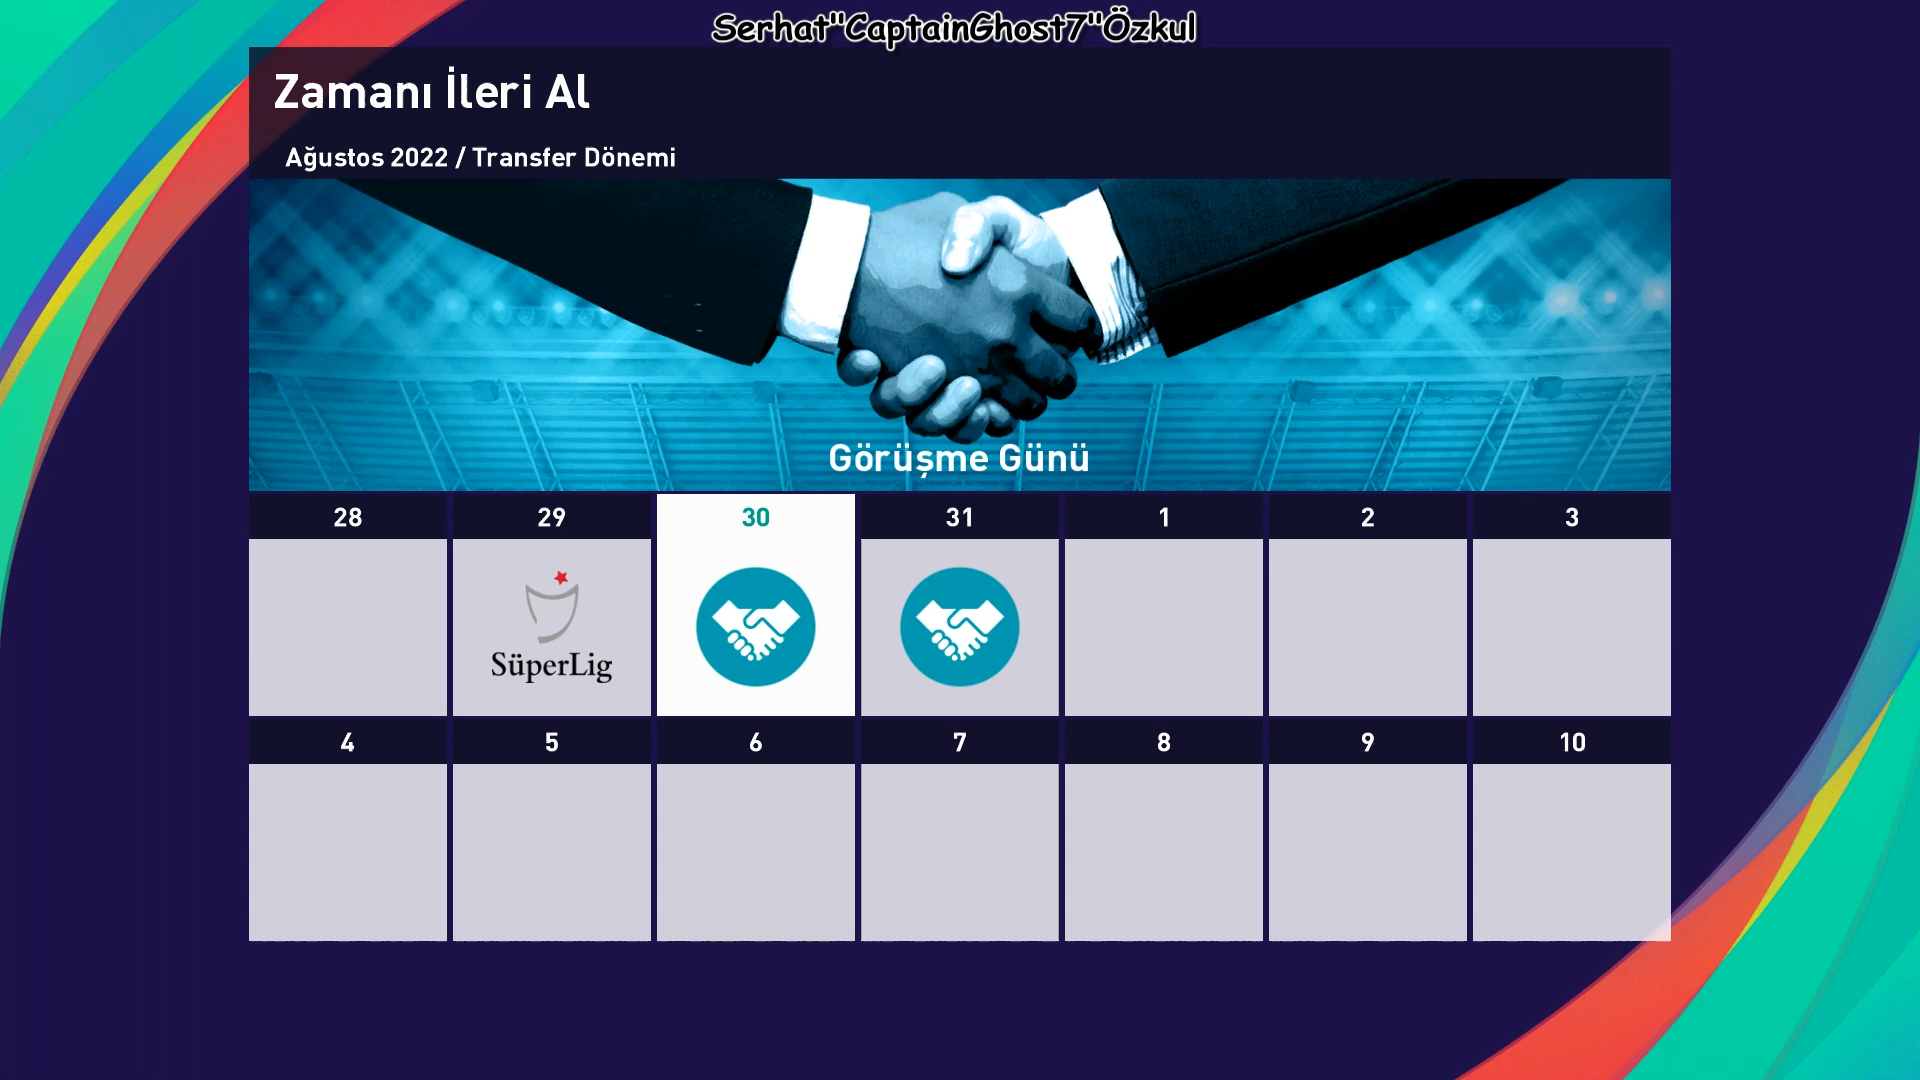 Serhat"CaptainGhost7"Özkul
Zamanı İleri Al
Ağustos 2022 / Transfer Dönemi
Görüşme Günü
28 29 30 31 1 2 3
SüperLig
4 5 6 7 8 9 10